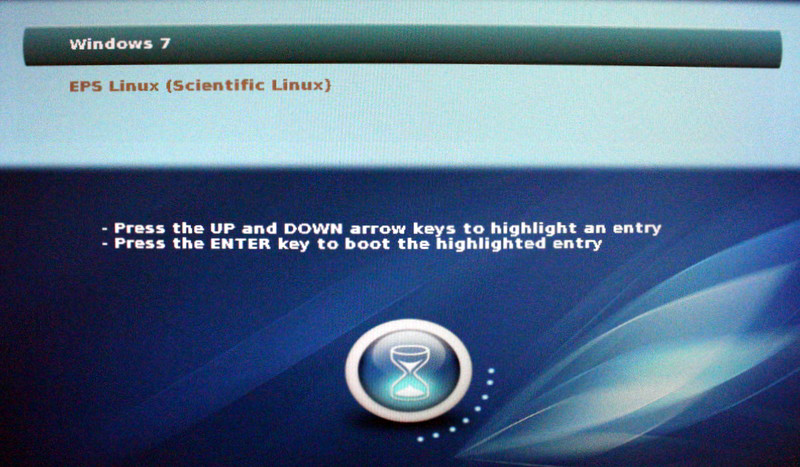 Windows 7
EPS Linux (Scientific Linux)
- Press the UP and DOWN arrow keys to highlight an entry
- Press the ENTER key to boot the highlighted entry